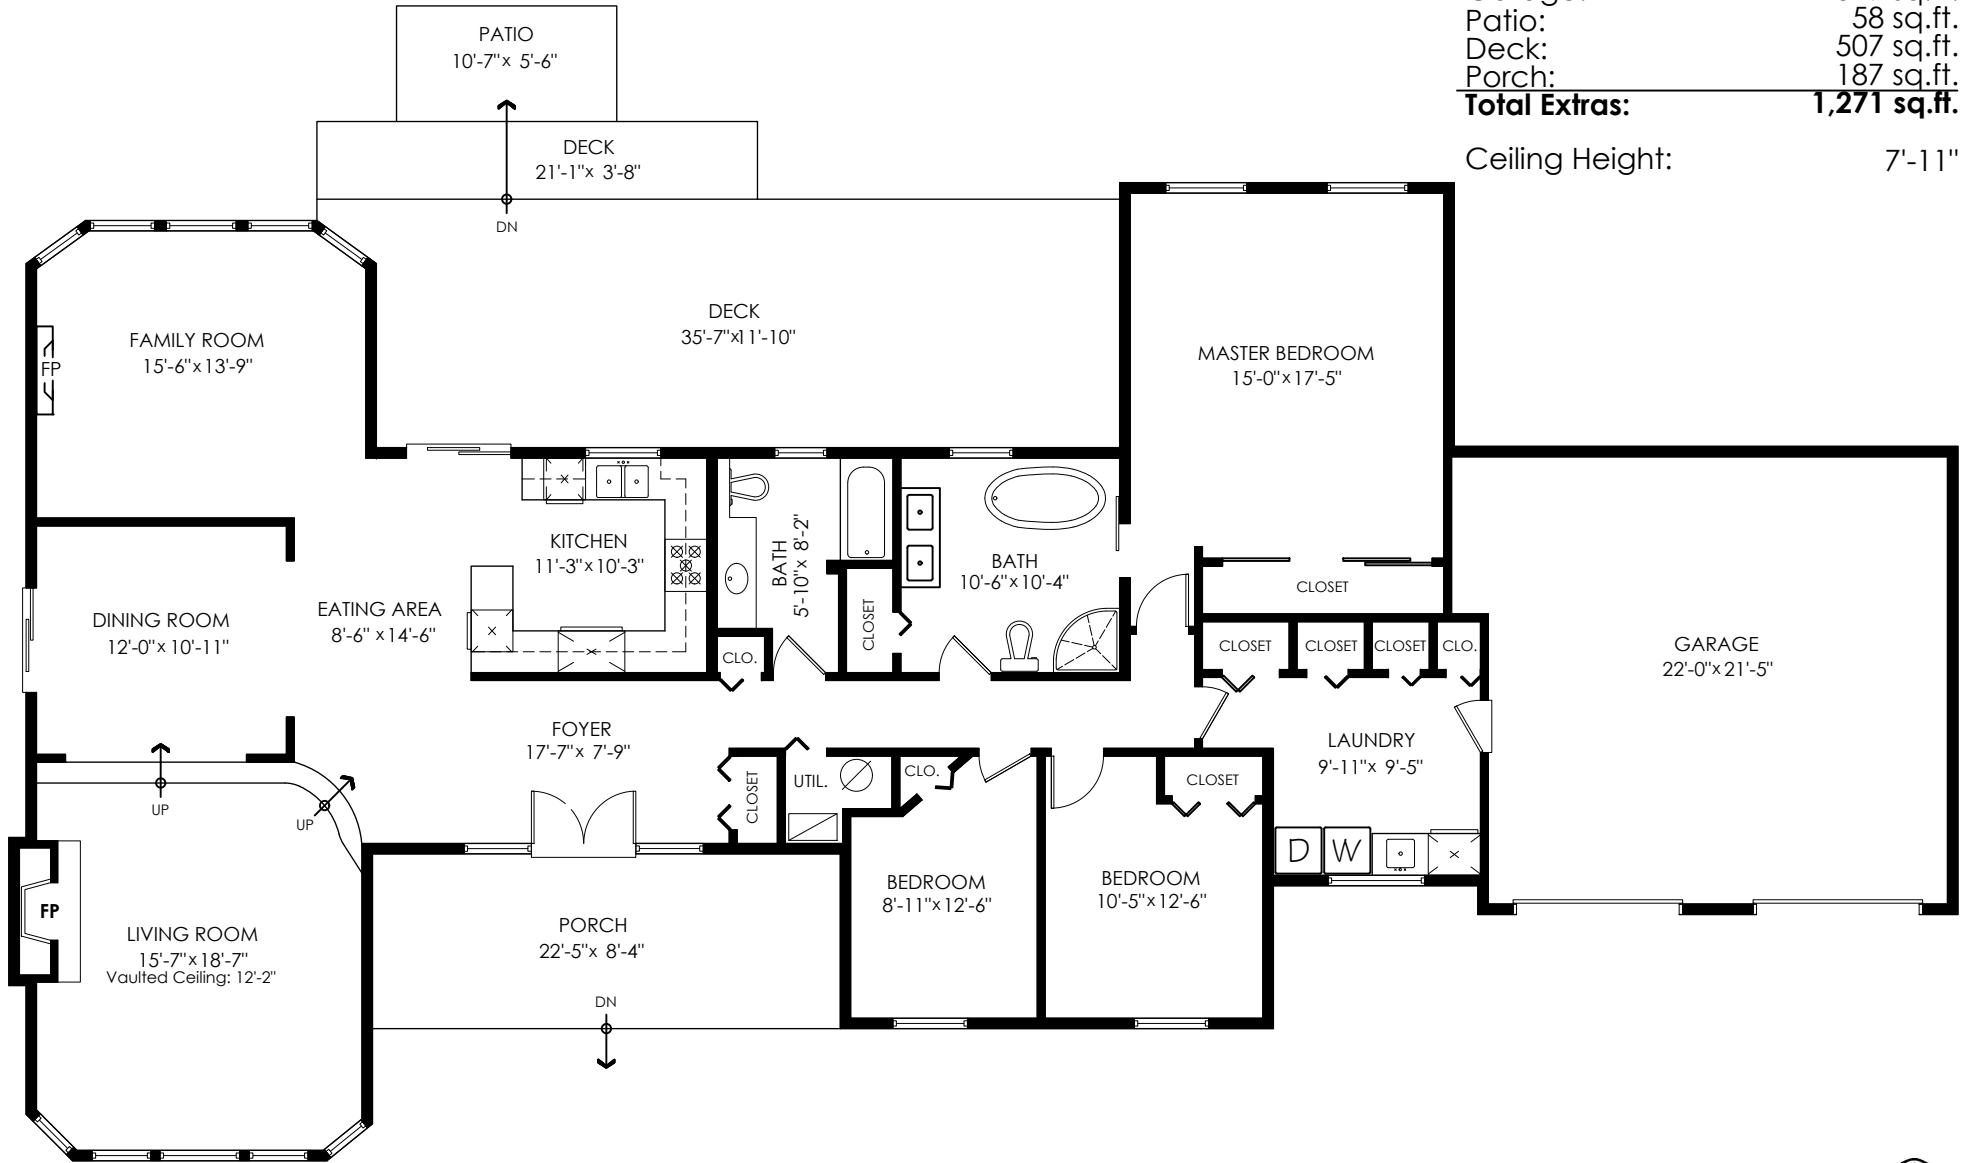 Patio: 58 sq.ft.
Deck: 507 sq.ft.
Porch: 187 sq.ft.
Total Extras: 1,271 sq.ft.
Ceiling Height: 7'-11"
PATIO
10'-7"x 5'-6"
DECK
21'-1"x 3'-8"
DN
FAMILY ROOM
15'-6"x13'-9"
FP
DECK
35'-7"x11'-10"
MASTER BEDROOM
15'-0"x17'-5"
CLOSET
KITCHEN
11'-3"x10'-3"
BATH
5'-10"x 8'-2"
CLOSET
BATH
10'-6"x10'-4"
DINING ROOM
12'-0"x10'-11"
EATING AREA
8'-6" x14'-6"
CLO.
CLOSET
CLOSET
CLOSET
CLO.
GARAGE
22'-0"x21'-5"
FOYER
17'-7"x 7'-9"
CLOSET
UTIL.
CLO.
CLOSET
LAUNDRY
9'-11"x 9'-5"
D
W
UP
UP
FP
LIVING ROOM
15'-7"x18'-7"
Vaulted Ceiling: 12'-2"
PORCH
22'-5"x 8'-4"
DN
BEDROOM
8'-11"x12'-6"
BEDROOM
10'-5"x12'-6"